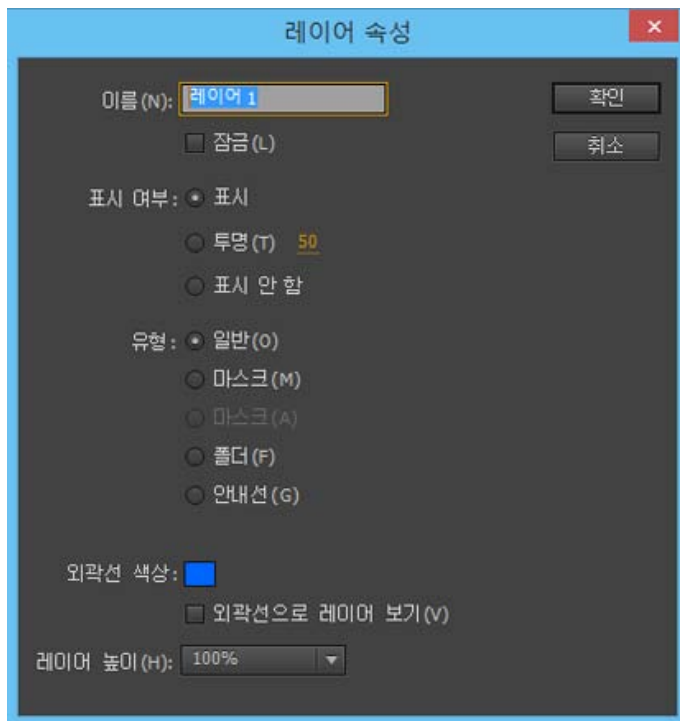 레이어 속성
이름(N): 레이어 1
확인
잠금(L)
취소
표시 여부: 표시
투명(T) 50
표시 안 함
유형: 일반(O)
마스크(M)
마스크(A)
폴더(F)
안내선(G)
외곽선 색상:
외곽선으로 레이어 보기(V)
레이어 높이(H): 100%